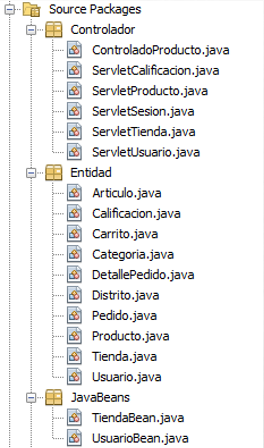 Source Packages
Controlador
ControladoProducto.java
ServletCalificacion.java
ServletProducto.java
ServletSesion.java
ServletTienda.java
ServletUsuario.java
Entidad
Articulo.java
Calificacion.java
Carrito.java
Categoria.java
DetallePedido.java
Distrito.java
Pedido.java
Producto.java
Tienda.java
Usuario.java
JavaBeans
TiendaBean.java
UsuarioBean.java